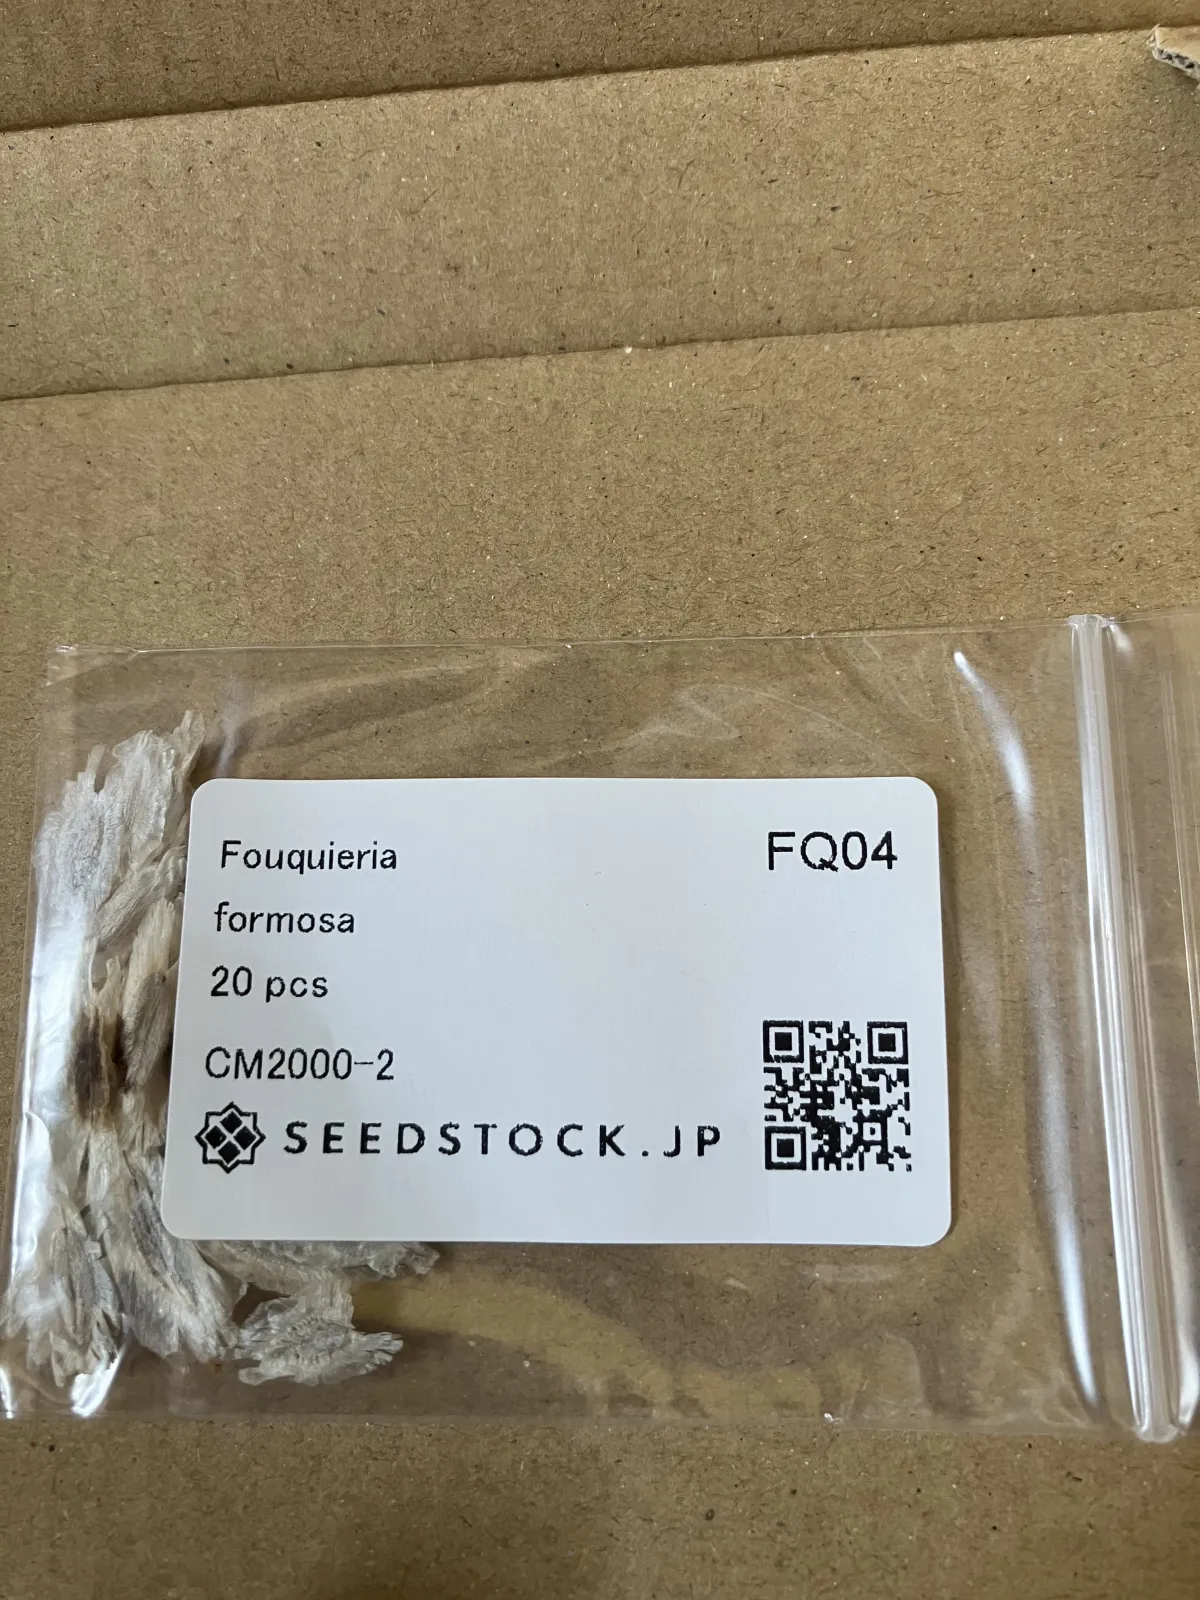 Fouquieria
FQ04
formosa
20 pcs
CM2000-2
SEEDSTOCK.JP